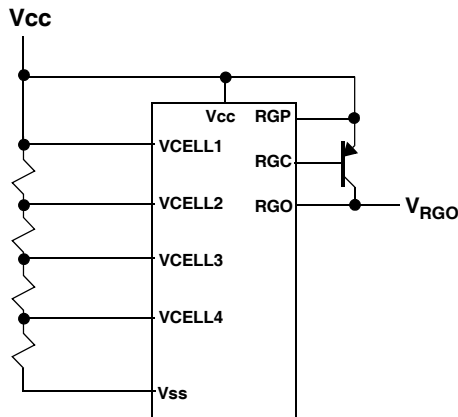 Vcc
Vcc
RGP
VCELL1
RGC
VCELL2
RGO
VRGO
VCELL3
VCELL4
Vss